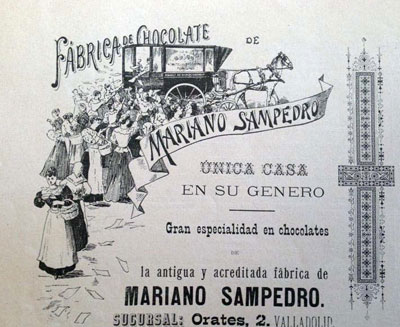 FÁBRICA DE CHOCOLATE DE
MARIANO SAMPEDRO
ÚNICA CASA
EN SU GENERO
Gran especialidad en chocolates
DE
la antigua y acreditada fábrica de
MARIANO SAMPEDRO.
SUCURSAL: Orates, 2. VALLADOLID